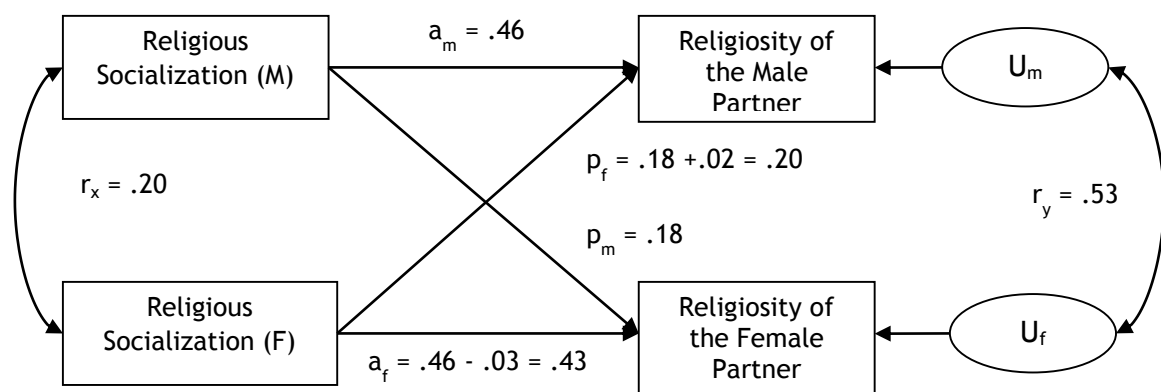 Religious
Socialization (M)
a_m = .46
Religiosity of
the Male
Partner
U_m
p_f = .18 +.02 = .20
r_x = .20
r_y = .53
p_m = .18
Religious
Socialization (F)
a_f = .46 - .03 = .43
Religiosity of
the Female
Partner
U_f